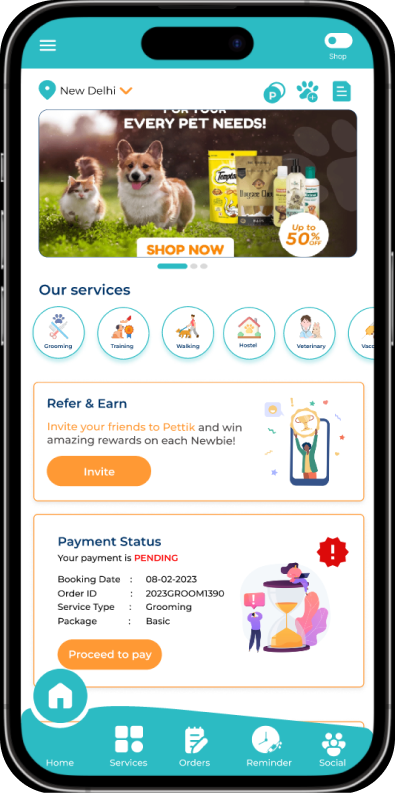 Shop
New Delhi
P
FOR YOUR
EVERY PET NEEDS!
Temptations
SHOP NOW
Up to
50% OFF
Our services
Grooming
Training
Walking
Hostel
Veterinary
Vacc
Refer & Earn
Invite your friends to Pettik and win
amazing rewards on each Newbie!
Invite
Payment Status
Your payment is PENDING
Booking Date : 08-02-2023
Order ID : 2023GROOM1390
Service Type : Grooming
Package : Basic
Proceed to pay
Home
Services
Orders
Reminder
Social